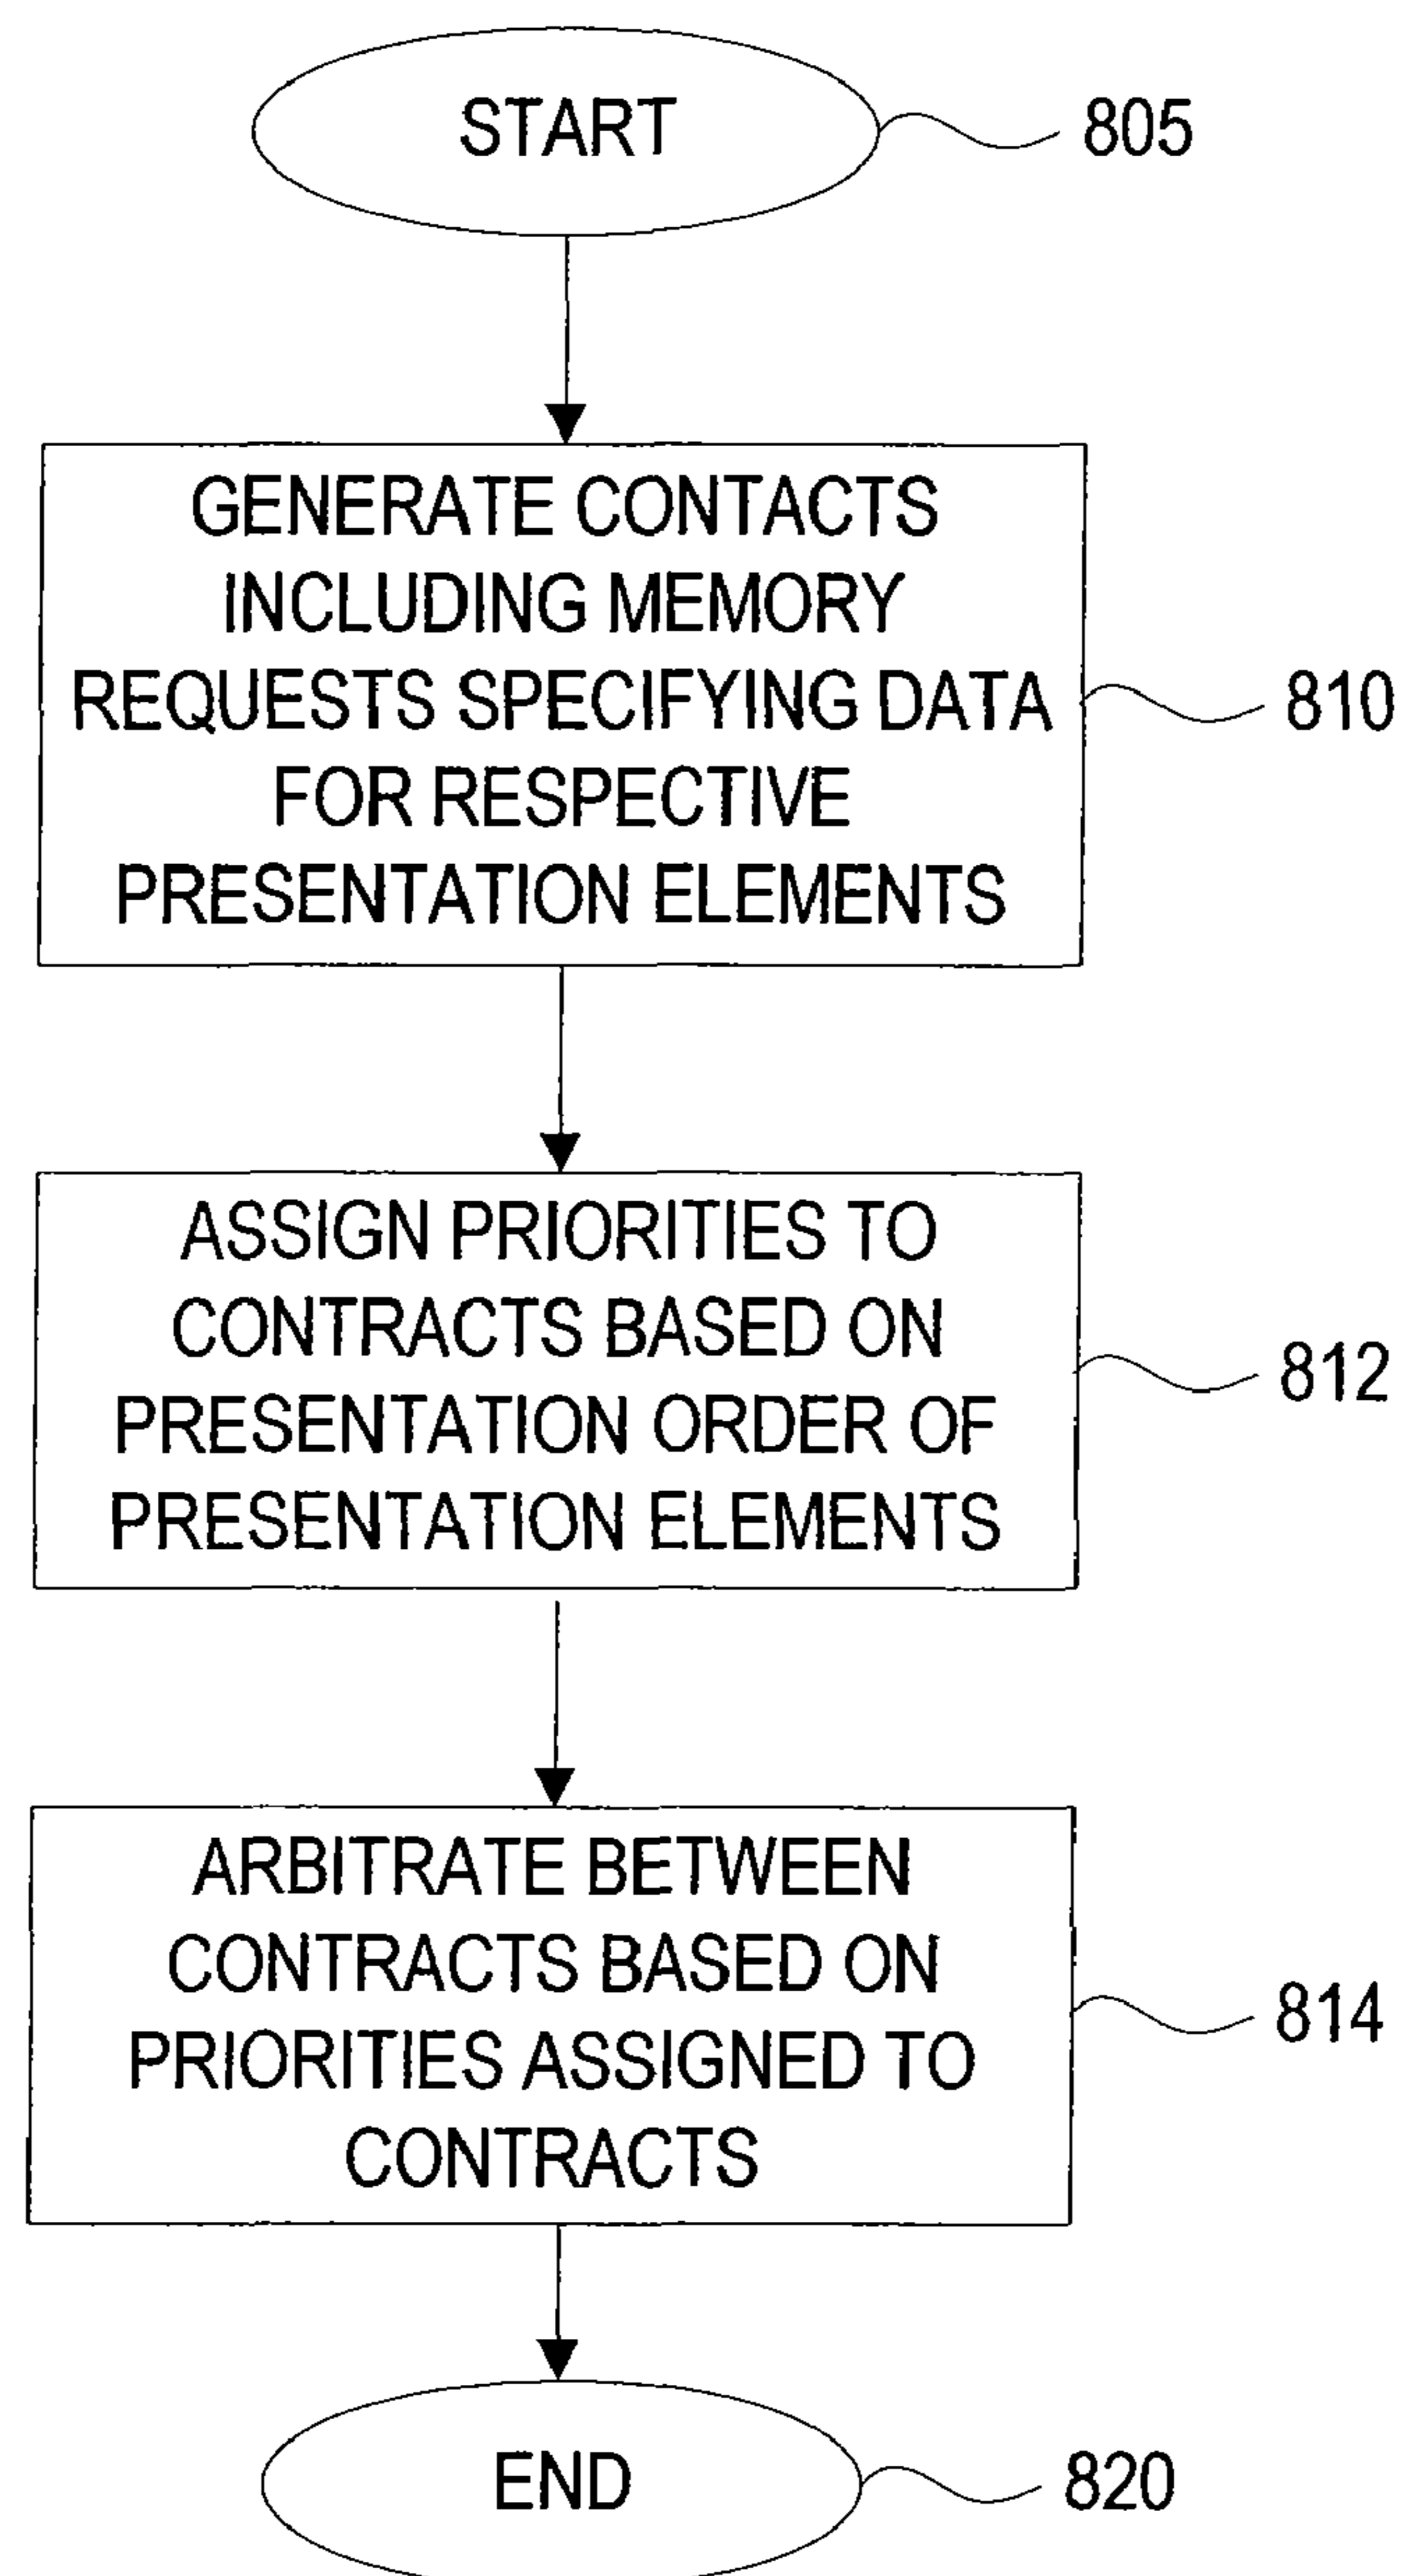 START
805
GENERATE CONTACTS
INCLUDING MEMORY
REQUESTS SPECIFYING DATA
FOR RESPECTIVE
PRESENTATION ELEMENTS
810
ASSIGN PRIORITIES TO
CONTRACTS BASED ON
PRESENTATION ORDER OF
PRESENTATION ELEMENTS
812
ARBITRATE BETWEEN
CONTRACTS BASED ON
PRIORITIES ASSIGNED TO
CONTRACTS
814
END
820